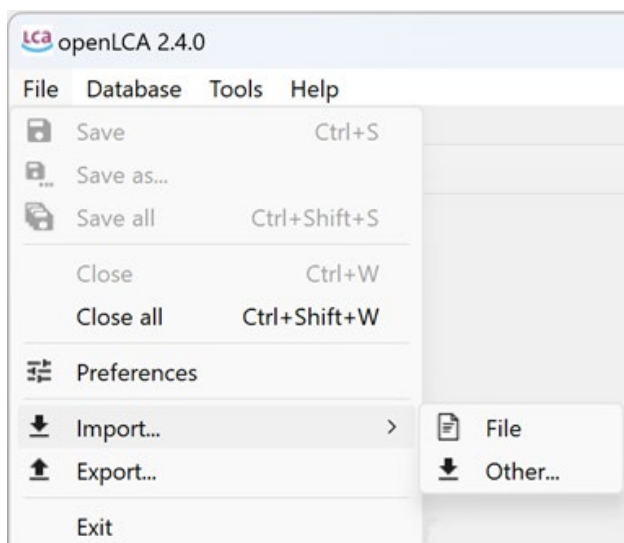 LCA openLCA 2.4.0
File Database Tools Help
Save Ctrl+S
Save as...
Save all Ctrl+Shift+S
Close Ctrl+W
Close all Ctrl+Shift+W
Preferences
Import... File
Export... Other...
Exit